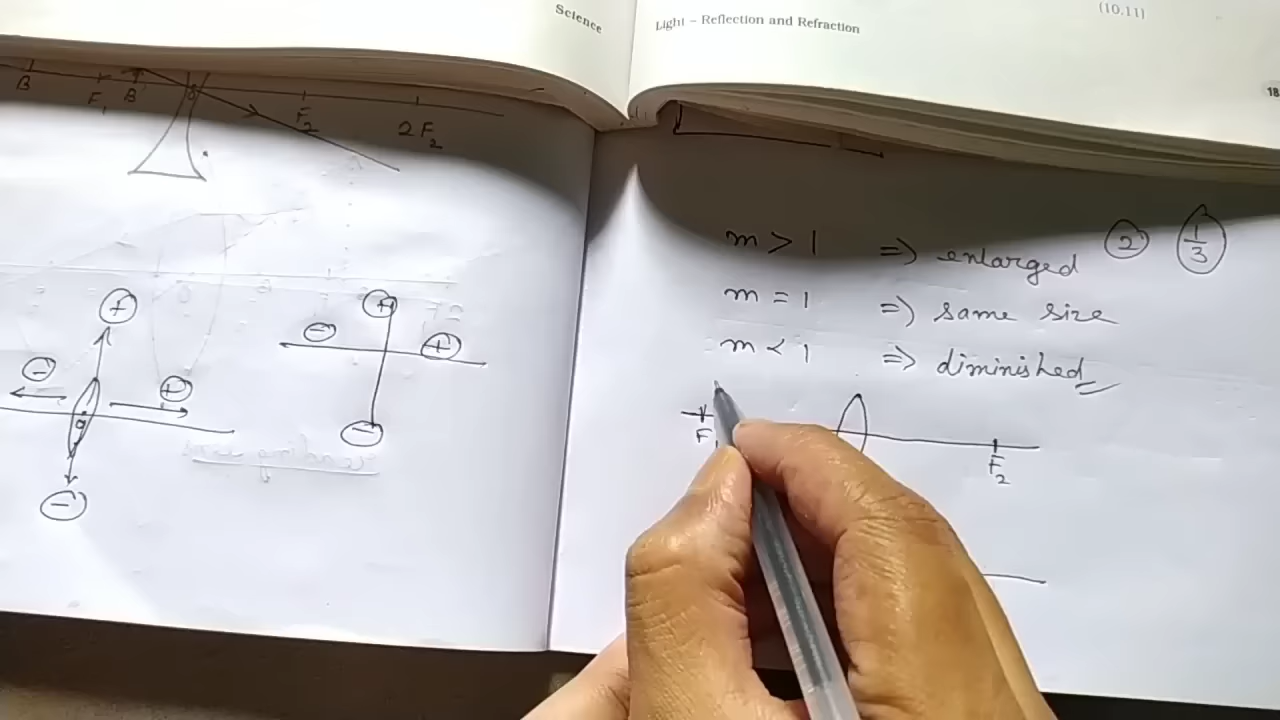 Science
Light – Reflection and Refraction
(10.11)
18
B F₁ B' F₂ 2F₂
m > 1 => enlarged 2 1/3
m = 1 => same size
m < 1 => diminished
+
- +
-
+
- +
-
F₁ F₂